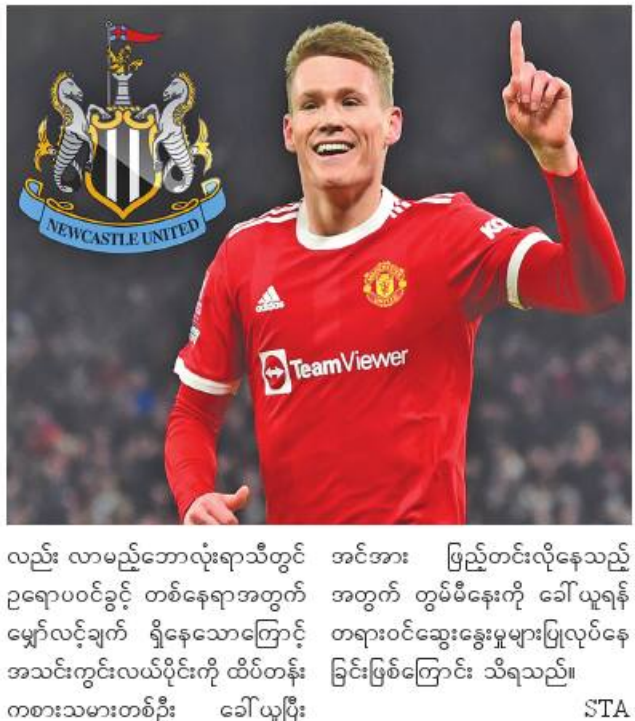 NEWCASTLE UNITED
adidas
MANCHESTER
UNITED
KO
TeamViewer
လည်း လာမည့်ဘောလုံးရာသီတွင်
ဥရောပဝင်ခွင့် တစ်နေရာအတွက်
မျှော်လင့်ချက် ရှိနေသောကြောင့်
အသင်းကွင်းလယ်ပိုင်းကို ထိပ်တန်း
ကစားသမားတစ်ဦး ခေါ်ယူပြီး
အင်အား ဖြည့်တင်းလိုနေသည့်
အတွက် တွမ်မီနေးကို ခေါ်ယူရန်
တရားဝင်ဆွေးနွေးမှုများပြုလုပ်နေ
ခြင်းဖြစ်ကြောင်း သိရသည်။
STA